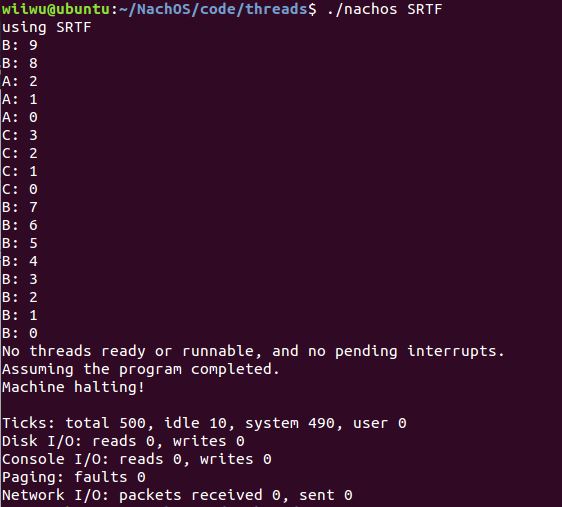 wiiwu@ubuntu:~/NachOS/code/threads$ ./nachos SRTF
using SRTF
B: 9
B: 8
A: 2
A: 1
A: 0
C: 3
C: 2
C: 1
C: 0
B: 7
B: 6
B: 5
B: 4
B: 3
B: 2
B: 1
B: 0
No threads ready or runnable, and no pending interrupts.
Assuming the program completed.
Machine halting!

Ticks: total 500, idle 10, system 490, user 0
Disk I/O: reads 0, writes 0
Console I/O: reads 0, writes 0
Paging: faults 0
Network I/O: packets received 0, sent 0